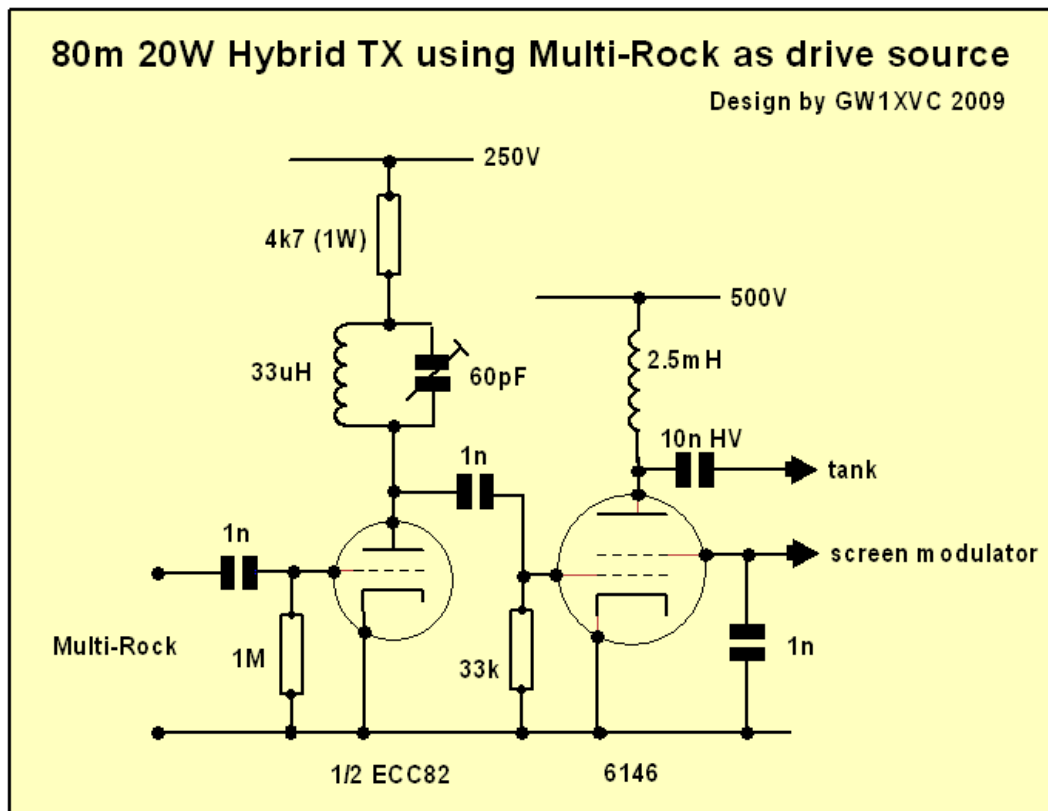 80m 20W Hybrid TX using Multi-Rock as drive source
Design by GW1XVC 2009
250V
4k7 (1W)
500V
33uH
60pF
2.5mH
10n HV
1n
tank
1n
screen modulator
Multi-Rock
1M
33k
1n
1/2 ECC82
6146